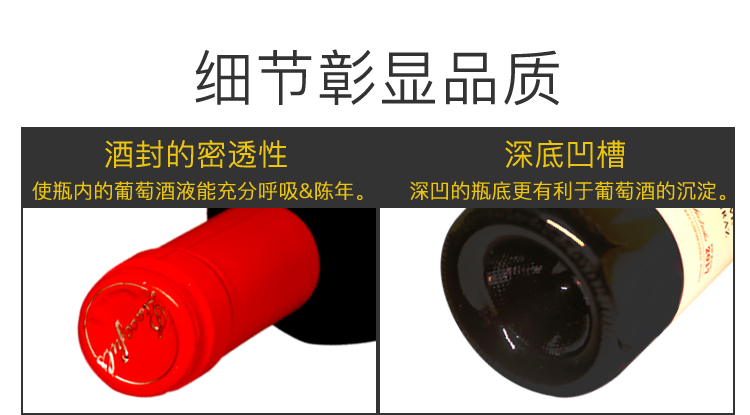 细节彰显品质
酒封的密透性
使瓶内的葡萄酒液能充分呼吸&陈年。
深底凹槽
深凹的瓶底更有利于葡萄酒的沉淀。